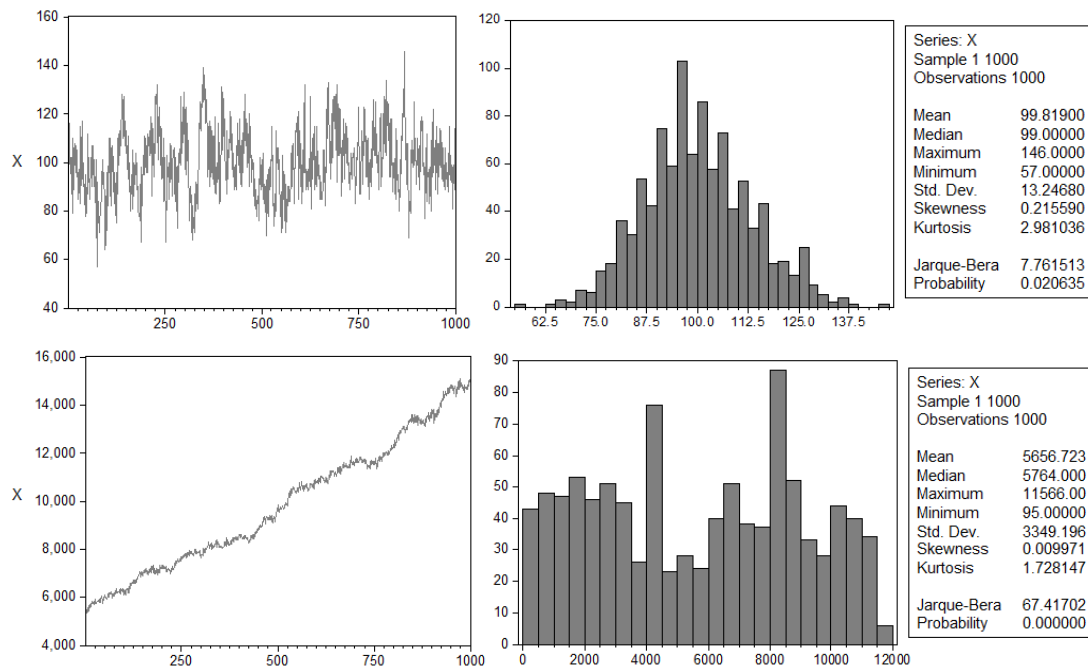 160
140
120
100
80
60
40
X
250
500
750
1000
120
100
80
60
40
20
0
62.5
75.0
87.5
100.0
112.5
125.0
137.5
Series: X
Sample 1 1000
Observations 1000
Mean 99.81900
Median 99.00000
Maximum 146.0000
Minimum 57.00000
Std. Dev. 13.24680
Skewness 0.215590
Kurtosis 2.981036
Jarque-Bera 7.761513
Probability 0.020635
16,000
14,000
12,000
10,000
8,000
6,000
4,000
X
250
500
750
1000
90
80
70
60
50
40
30
20
10
0
0
2000
4000
6000
8000
10000
12000
Series: X
Sample 1 1000
Observations 1000
Mean 5656.723
Median 5764.000
Maximum 11566.00
Minimum 95.00000
Std. Dev. 3349.196
Skewness 0.009971
Kurtosis 1.728147
Jarque-Bera 67.41702
Probability 0.000000